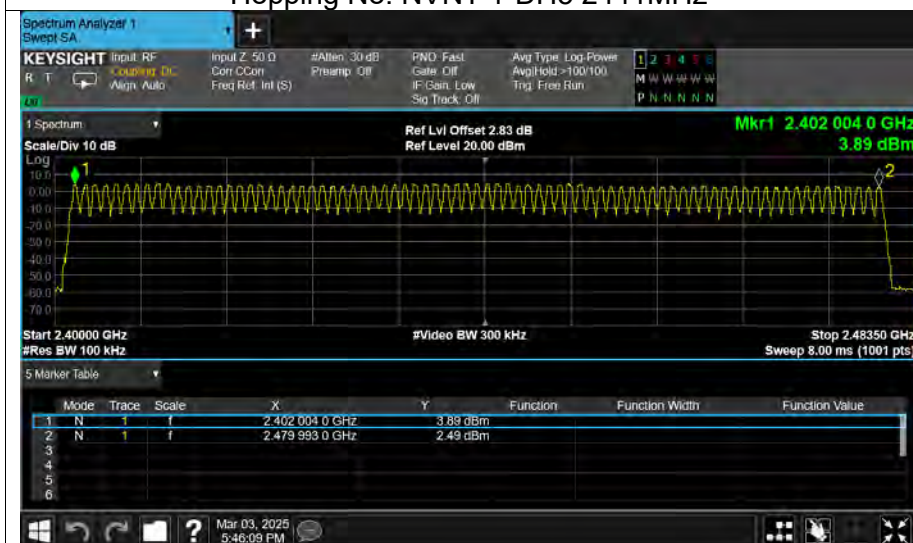 Spectrum Analyzer 1
Swept SA
KEYSIGHT Input: RF
R T
Coupling: DC
Align: Auto
Input Z: 50 Ω
Corr CCorr
Freq Ref: Int (S)
#Atten: 30 dB
Preamp: Off
PNO: Fast
Gate: Off
IF Gain: Low
Sig Track: Off
Avg Type: Log-Power
Avg|Hold: >100/100
Trig: Free Run
1 2 3 4 5 6
M W W W W W
P N N N N N
1 Spectrum
Scale/Div 10 dB
Ref Lvl Offset 2.83 dB
Ref Level 20.00 dBm
Mkr1 2.402 004 0 GHz
3.89 dBm
Log
10.0
0.00
-10.0
-20.0
-30.0
-40.0
-50.0
-60.0
-70.0
1
2
Start 2.40000 GHz
#Res BW 100 kHz
#Video BW 300 kHz
Stop 2.48350 GHz
Sweep 8.00 ms (1001 pts)
5 Marker Table
Mode Trace Scale X Y Function Function Width Function Value
1 N 1 f 2.402 004 0 GHz 3.89 dBm
2 N 1 f 2.479 993 0 GHz 2.49 dBm
3
4
5
6
? Mar 03, 2025
5:46:09 PM